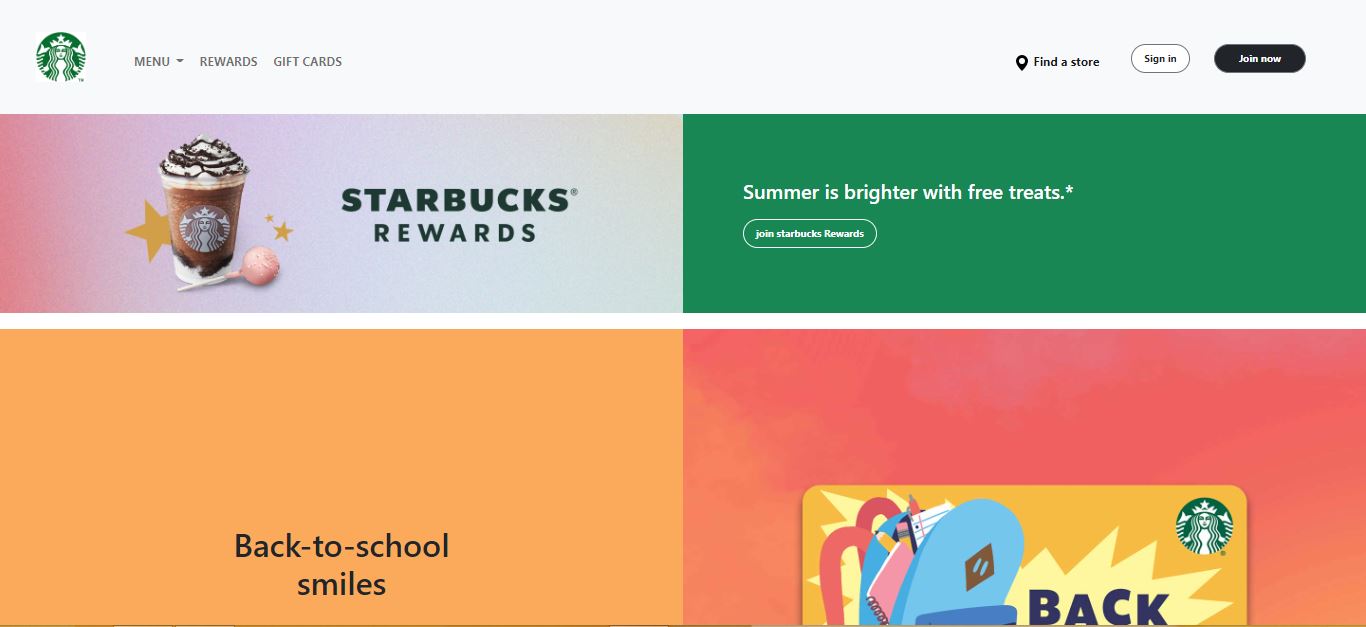 MENU
REWARDS
GIFT CARDS
Find a store
Sign in
Join now
STARBUCKS®
REWARDS
Summer is brighter with free treats.*
join starbucks Rewards
Back-to-school
smiles
BACK